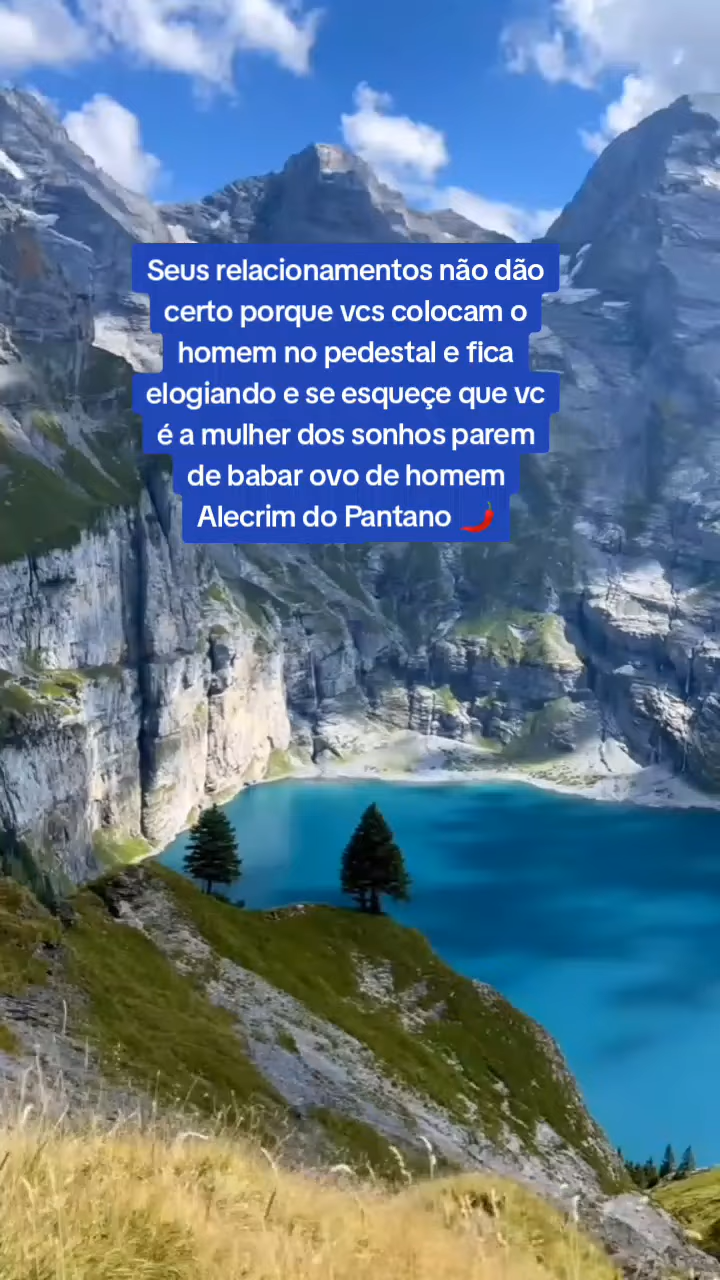 Seus relacionamentos não dão
certo porque vcs colocam o
homem no pedestal e fica
elogiando e se esqueçe que vc
é a mulher dos sonhos parem
de babar ovo de homem
Alecrim do Pantano 🌶️